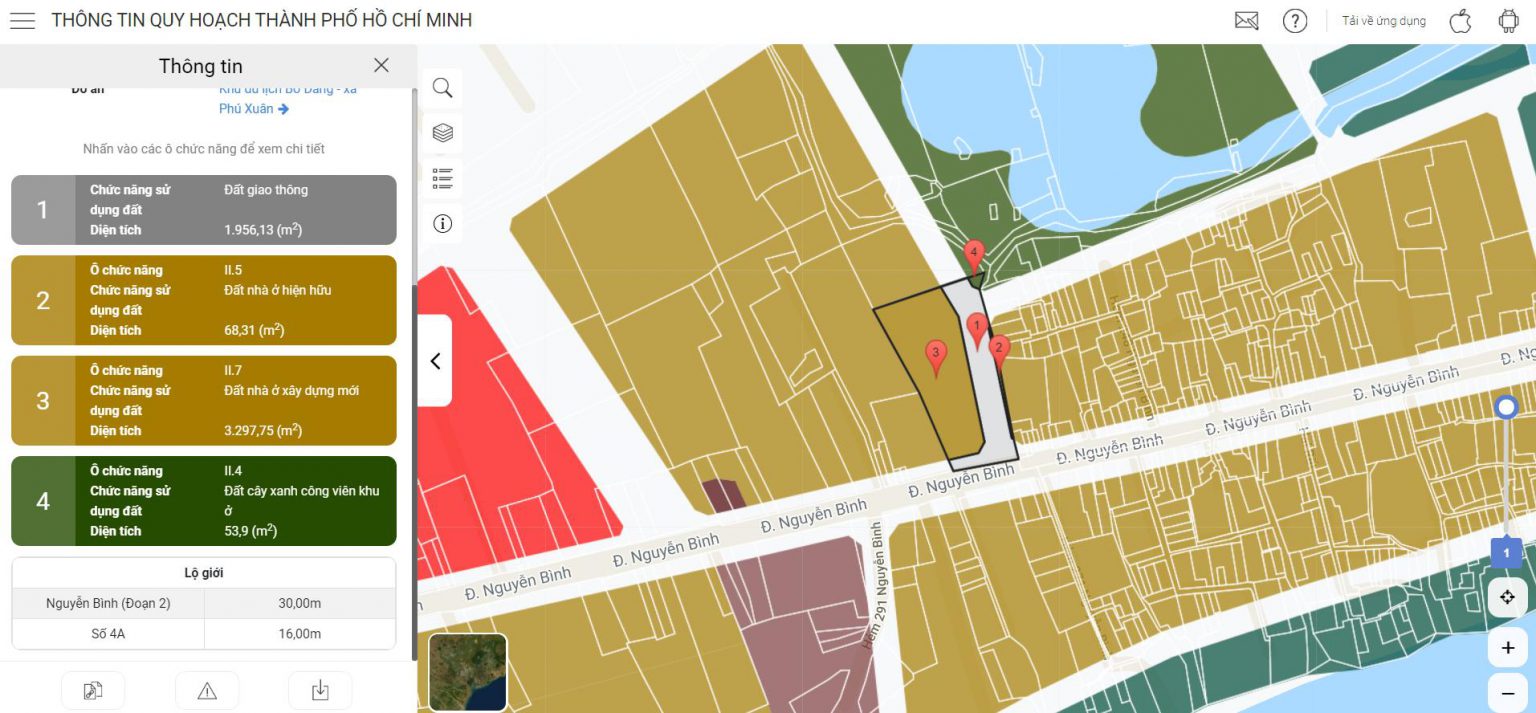 THÔNG TIN QUY HOẠCH THÀNH PHỐ HỒ CHÍ MINH
Tải về ứng dụng
Thông tin
Đồ án
Khu du lịch Bò Đăng - xã
Phú Xuân
Nhấn vào các ô chức năng để xem chi tiết
1
Chức năng sử
dụng đất
Đất giao thông
Diện tích
1.956,13 (m²)
2
Ô chức năng
II.5
Chức năng sử
dụng đất
Đất nhà ở hiện hữu
Diện tích
68,31 (m²)
3
Ô chức năng
II.7
Chức năng sử
dụng đất
Đất nhà ở xây dựng mới
Diện tích
3.297,75 (m²)
4
Ô chức năng
II.4
Chức năng sử
dụng đất
Đất cây xanh công viên khu
ở
Diện tích
53,9 (m²)
Lộ giới
Nguyễn Bình (Đoạn 2)
30,00m
Số 4A
16,00m
4
1
2
3
Đ. Nguyễn Bình
Đ. Nguyễn Bình
Đ. Nguyễn Bình
Đ. Nguyễn Bình
Đ. Nguyễn Bình
Đ. Nguyễn Bình
Đ. Nguyễn Bình
Hẻm 291 Nguyễn Bình
1